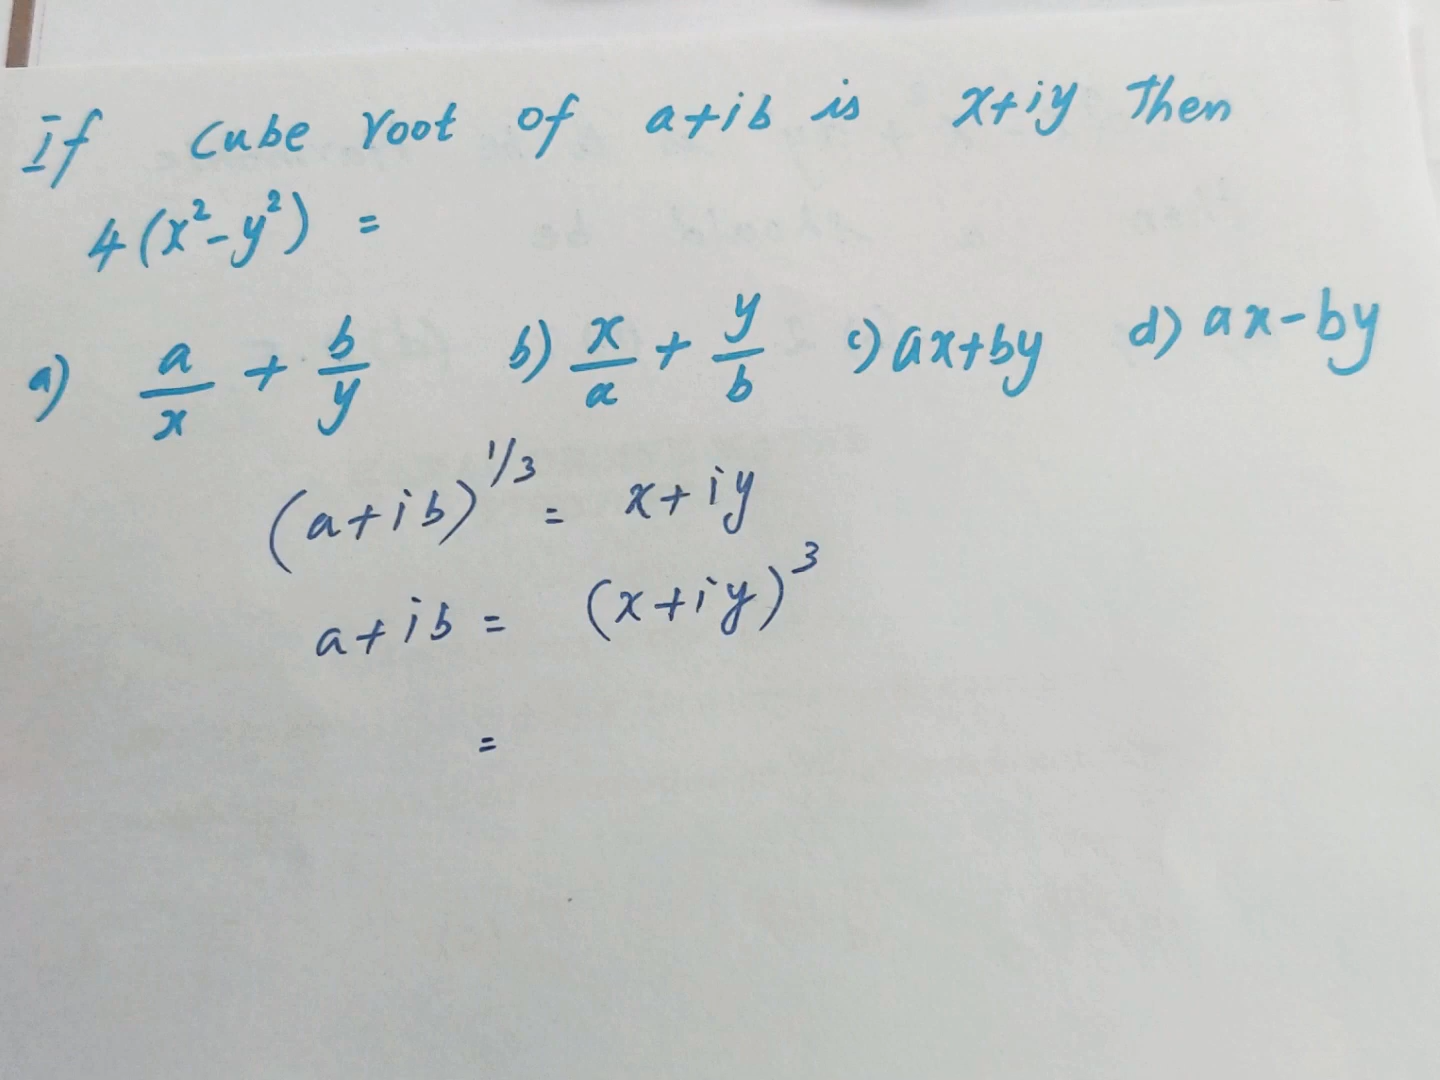 If cube root of a+ib is x+iy Then
4(x²-y²) =
a) a/x + b/y b) x/a + y/b c) ax+by d) ax-by
(a+ib)^1/3 = x+iy
a+ib = (x+iy)³
=